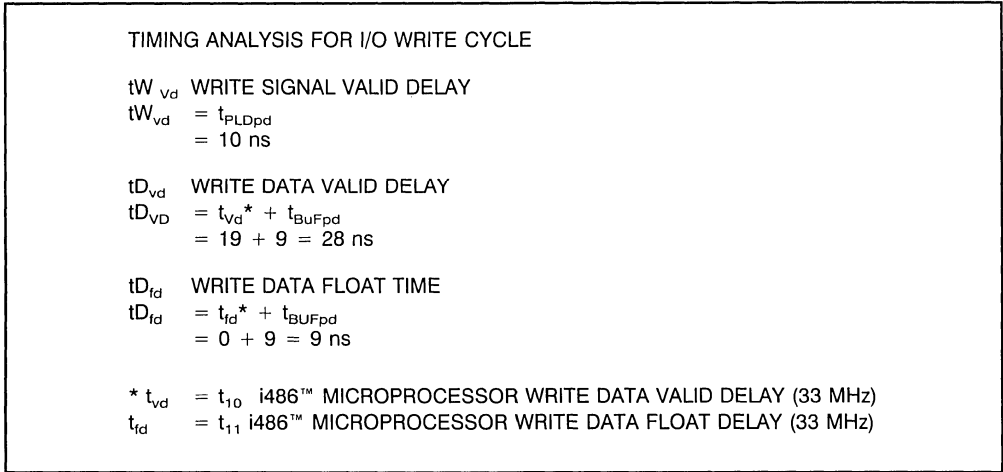 TIMING ANALYSIS FOR I/O WRITE CYCLE
tW Vd WRITE SIGNAL VALID DELAY
tWvd = tPLDpd
= 10 ns
tDvd WRITE DATA VALID DELAY
tDVD = tVd* + tBuFpd
= 19 + 9 = 28 ns
tDfd WRITE DATA FLOAT TIME
tDfd = tfd* + tBUFpd
= 0 + 9 = 9 ns
* tvd = t10 i486™ MICROPROCESSOR WRITE DATA VALID DELAY (33 MHz)
tfd = t11 i486™ MICROPROCESSOR WRITE DATA FLOAT DELAY (33 MHz)